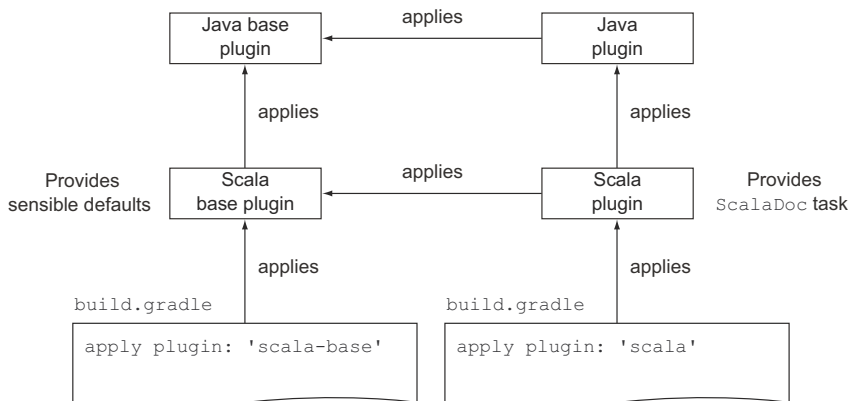 Java base
plugin
applies
Java
plugin
applies
applies
Provides
sensible defaults
Scala
base plugin
applies
Scala
plugin
Provides
ScalaDoc task
applies
applies
build.gradle
build.gradle
apply plugin: 'scala-base'
apply plugin: 'scala'